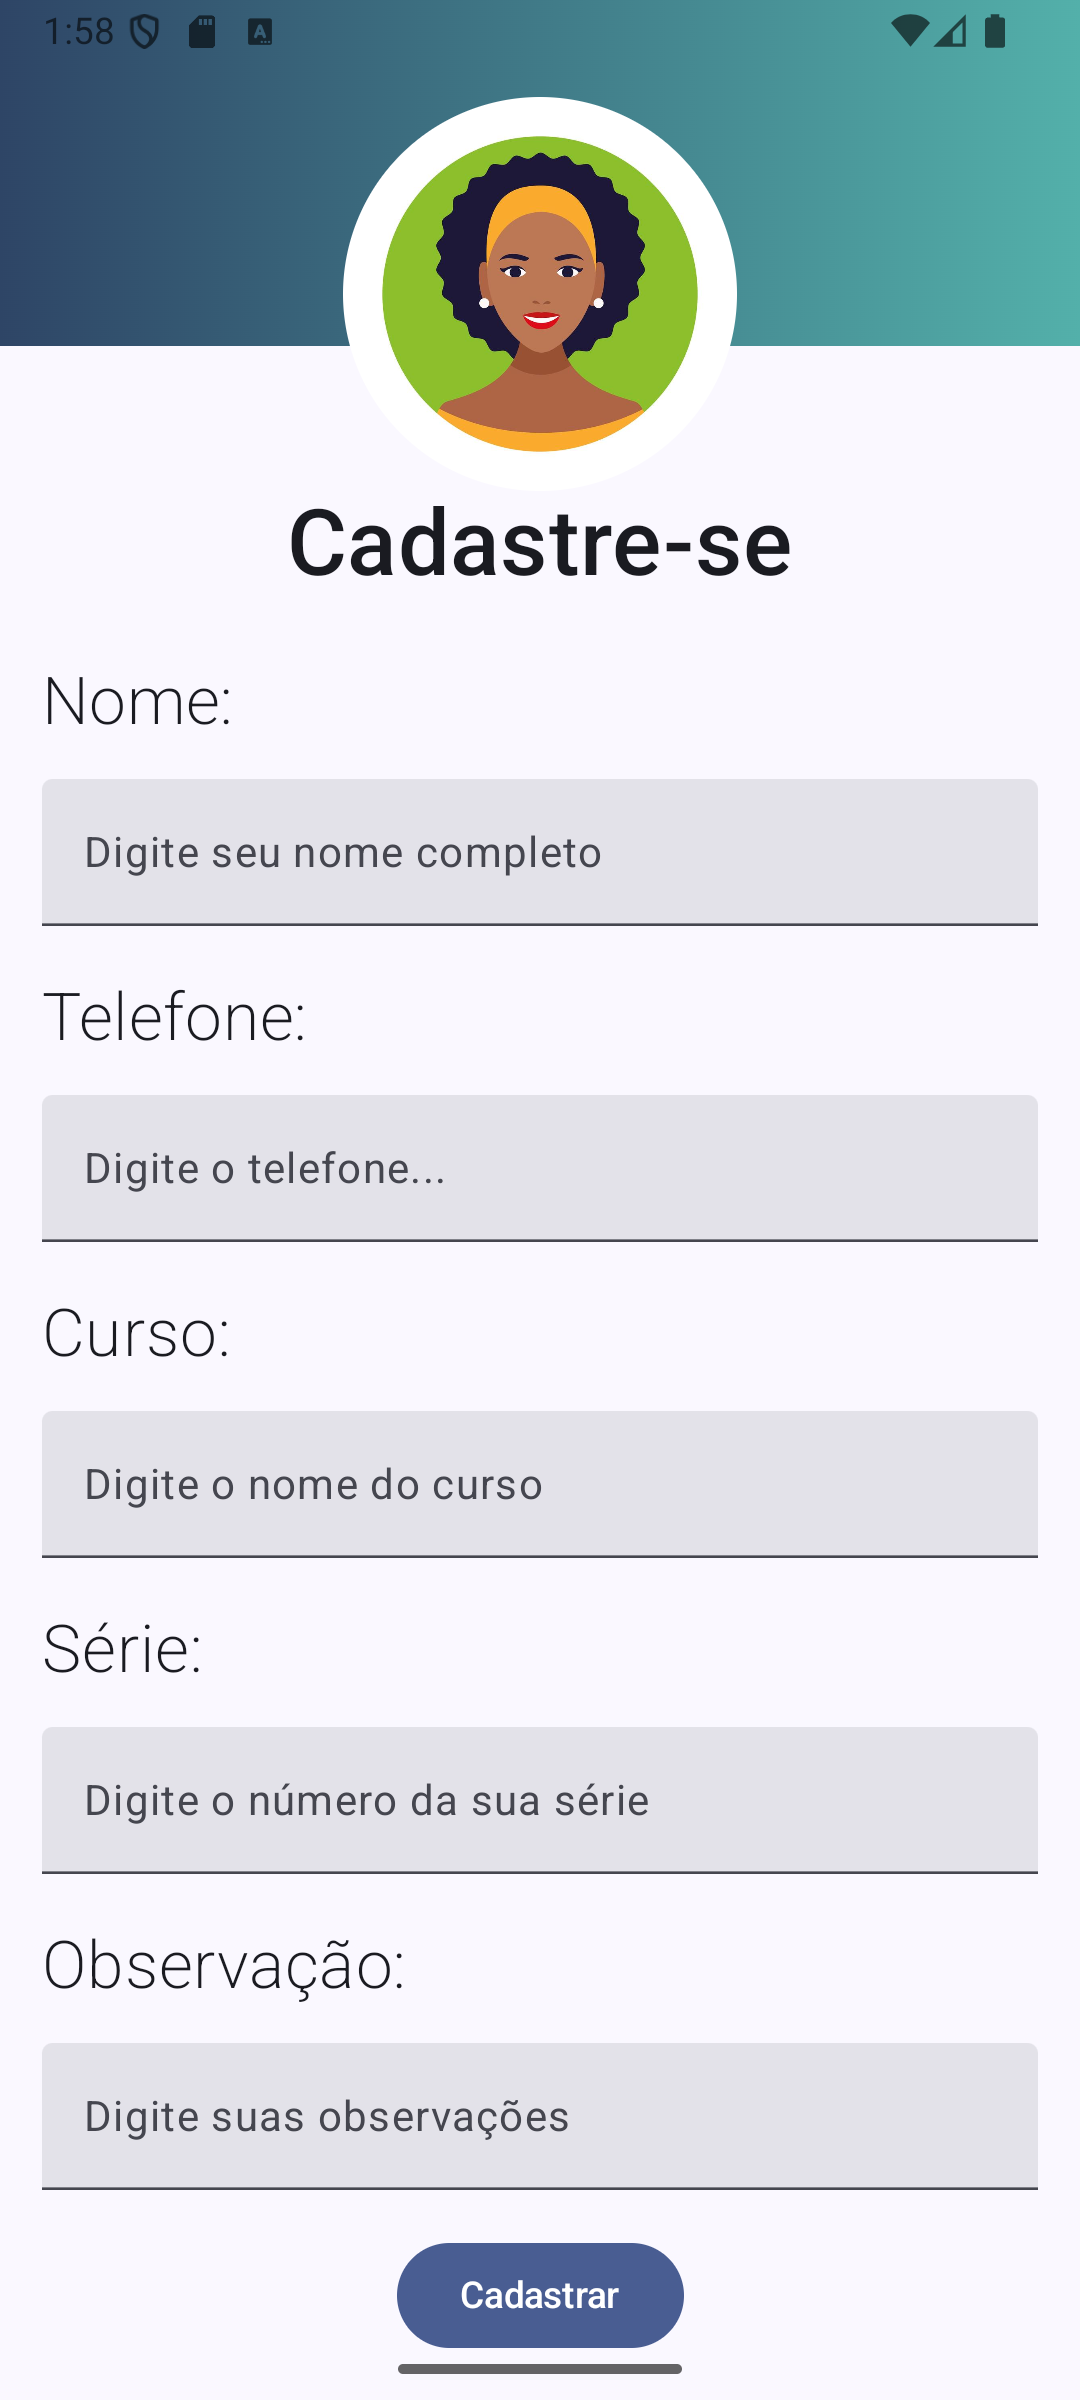 1:58
Cadastre-se
Nome:
Digite seu nome completo
Telefone:
Digite o telefone...
Curso:
Digite o nome do curso
Série:
Digite o número da sua série
Observação:
Digite suas observações
Cadastrar